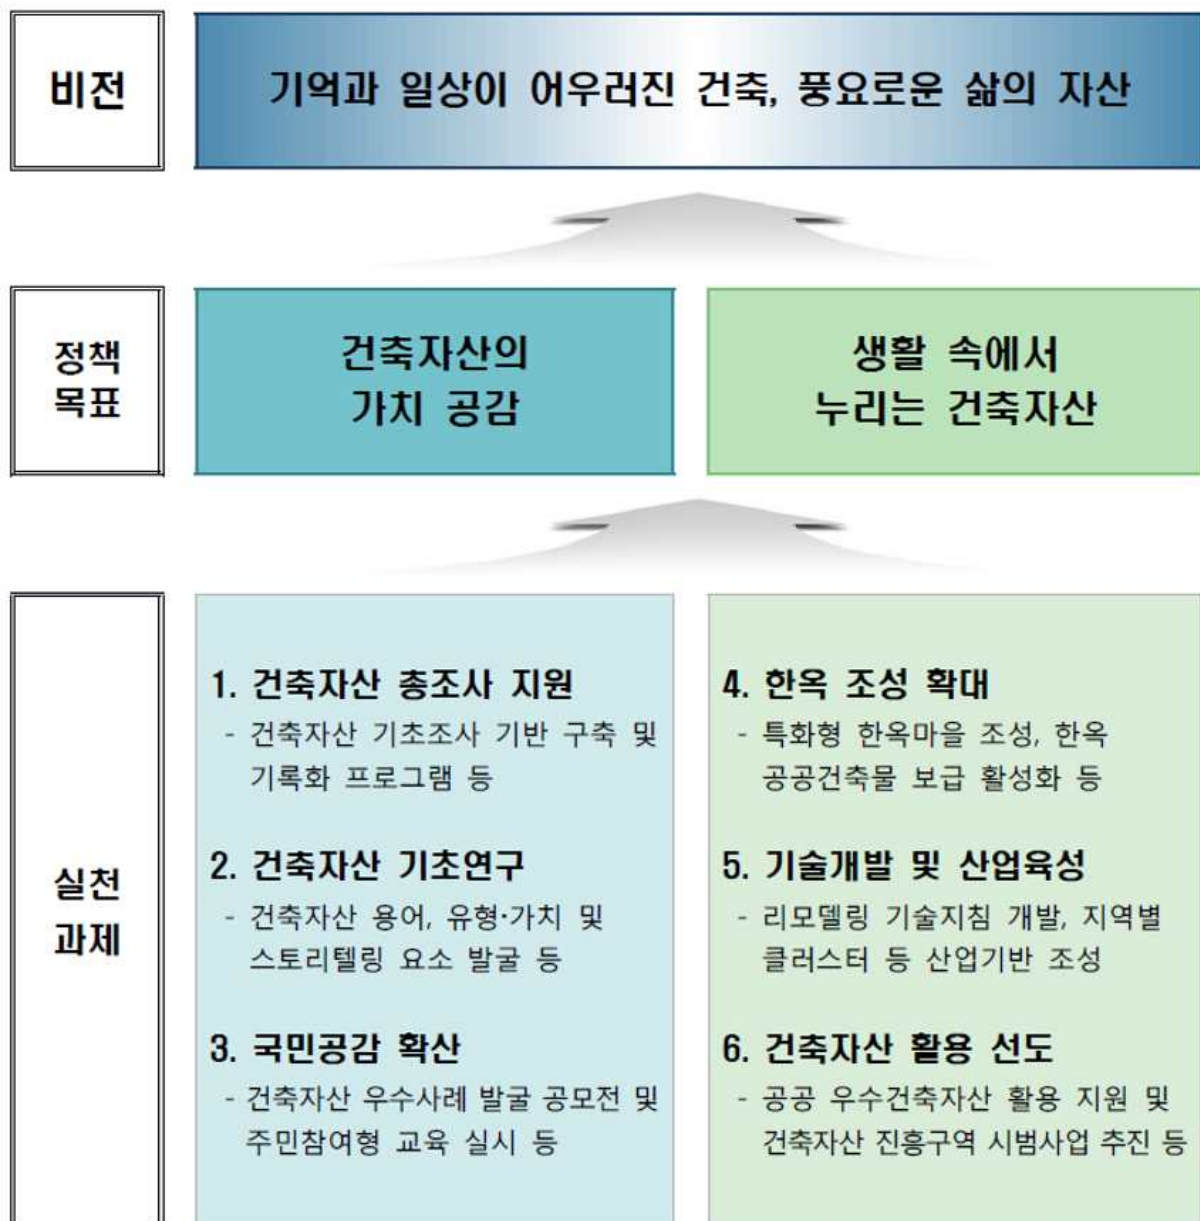 비전
기억과 일상이 어우러진 건축, 풍요로운 삶의 자산
정책
목표
건축자산의
가치 공감
생활 속에서
누리는 건축자산
실천
과제
1. 건축자산 총조사 지원
- 건축자산 기초조사 기반 구축 및
기록화 프로그램 등
2. 건축자산 기초연구
- 건축자산 용어, 유형·가치 및
스토리텔링 요소 발굴 등
3. 국민공감 확산
- 건축자산 우수사례 발굴 공모전 및
주민참여형 교육 실시 등
4. 한옥 조성 확대
- 특화형 한옥마을 조성, 한옥
공공건축물 보급 활성화 등
5. 기술개발 및 산업육성
- 리모델링 기술지침 개발, 지역별
클러스터 등 산업기반 조성
6. 건축자산 활용 선도
- 공공 우수건축자산 활용 지원 및
건축자산 진흥구역 시범사업 추진 등